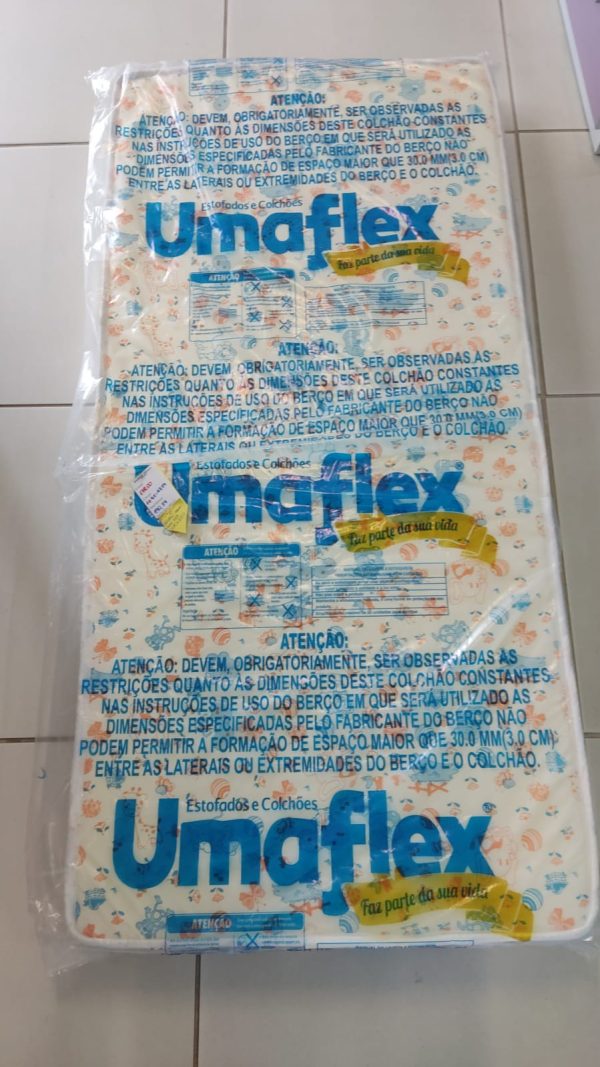 ATENÇÃO:
ATENÇÃO: DEVEM, OBRIGATORIAMENTE, SER OBSERVADAS AS
RESTRIÇÕES QUANTO ÀS DIMENSÕES DESTE COLCHÃO CONSTANTES
NAS INSTRUÇÕES DE USO DO BERÇO EM QUE SERÁ UTILIZADO AS
DIMENSÕES ESPECIFICADAS PELO FABRICANTE DO BERÇO NÃO
PODEM PERMITIR A FORMAÇÃO DE ESPAÇO MAIOR QUE 30.0 MM(3.0 CM)
ENTRE AS LATERAIS OU EXTREMIDADES DO BERÇO E O COLCHÃO.
Estofados e Colchões
Umaflex
Faz parte da sua vida
ATENÇÃO
ATENÇÃO:
ATENÇÃO: DEVEM, OBRIGATORIAMENTE, SER OBSERVADAS AS
RESTRIÇÕES QUANTO ÀS DIMENSÕES DESTE COLCHÃO CONSTANTES
NAS INSTRUÇÕES DE USO DO BERÇO EM QUE SERÁ UTILIZADO AS
DIMENSÕES ESPECIFICADAS PELO FABRICANTE DO BERÇO NÃO
PODEM PERMITIR A FORMAÇÃO DE ESPAÇO MAIOR QUE 30.0 MM(3.0 CM)
ENTRE AS LATERAIS OU EXTREMIDADES DO BERÇO E O COLCHÃO.
Estofados e Colchões
Umaflex
Faz parte da sua vida
ATENÇÃO
ATENÇÃO:
ATENÇÃO: DEVEM, OBRIGATORIAMENTE, SER OBSERVADAS AS
RESTRIÇÕES QUANTO ÀS DIMENSÕES DESTE COLCHÃO CONSTANTES
NAS INSTRUÇÕES DE USO DO BERÇO EM QUE SERÁ UTILIZADO AS
DIMENSÕES ESPECIFICADAS PELO FABRICANTE DO BERÇO NÃO
PODEM PERMITIR A FORMAÇÃO DE ESPAÇO MAIOR QUE 30.0 MM(3.0 CM)
ENTRE AS LATERAIS OU EXTREMIDADES DO BERÇO E O COLCHÃO.
Estofados e Colchões
Umaflex
Faz parte da sua vida
ATENÇÃO